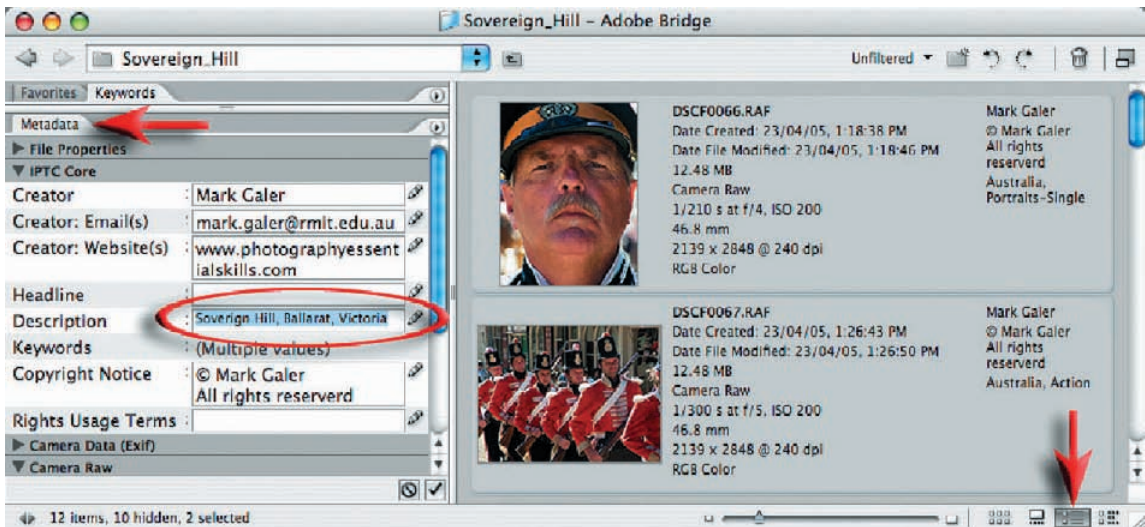 Sovereign_Hill – Adobe Bridge
Sovereign_Hill
Unfiltered
Favorites Keywords
Metadata
File Properties
IPTC Core
Creator : Mark Galer
Creator: Email(s) : mark.galer@rmit.edu.au
Creator: Website(s) : www.photographyessent
ialskills.com
Headline :
Description : Soverign Hill, Ballarat, Victoria
Keywords : (Multiple values)
Copyright Notice : © Mark Galer
All rights reserverd
Rights Usage Terms :
Camera Data (Exif)
Camera Raw
12 items, 10 hidden, 2 selected
DSCF0066.RAF
Date Created: 23/04/05, 1:18:38 PM
Date File Modified: 23/04/05, 1:18:46 PM
12.48 MB
Camera Raw
1/210 s at f/4, ISO 200
46.8 mm
2139 x 2848 @ 240 dpi
RGB Color
Mark Galer
© Mark Galer
All rights
reserverd
Australia,
Portraits-Single
DSCF0067.RAF
Date Created: 23/04/05, 1:26:43 PM
Date File Modified: 23/04/05, 1:26:50 PM
12.48 MB
Camera Raw
1/300 s at f/5, ISO 200
46.8 mm
2139 x 2848 @ 240 dpi
RGB Color
Mark Galer
© Mark Galer
All rights
reserverd
Australia, Action